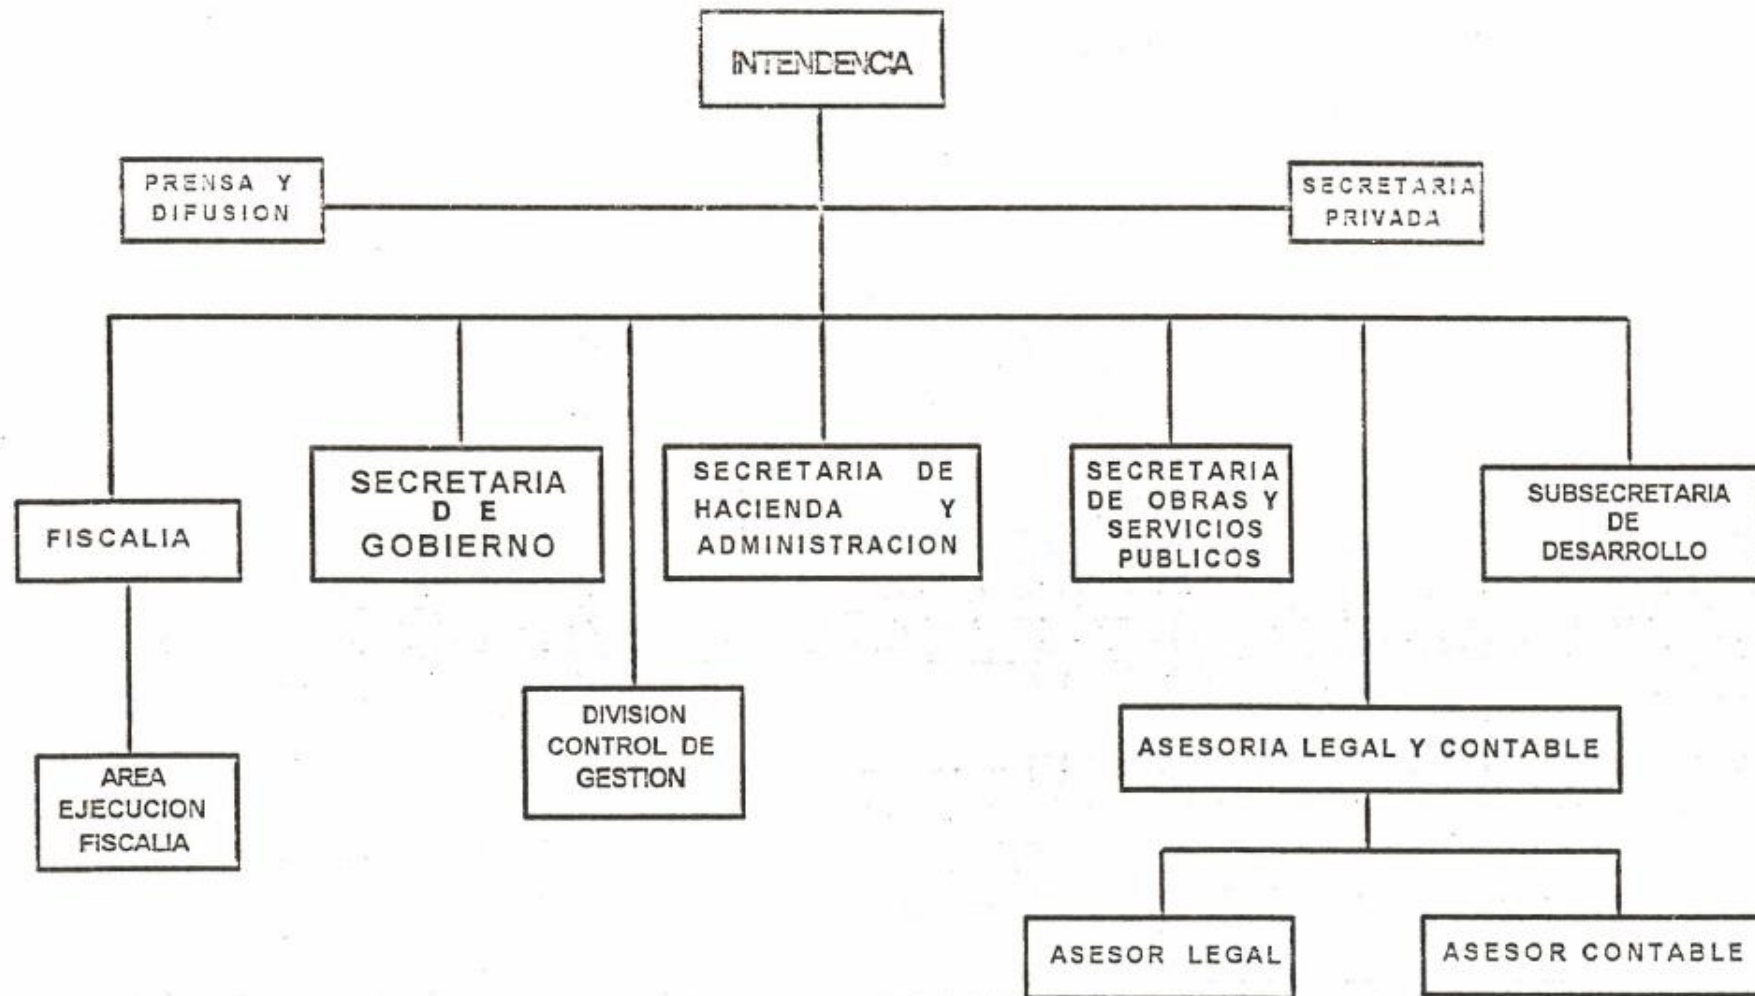 INTENDENCIA
PRENSA Y
DIFUSION
SECRETARIA
PRIVADA
FISCALIA
SECRETARIA
D E
GOBIERNO
SECRETARIA DE
HACIENDA Y
ADMINISTRACION
SECRETARIA
DE OBRAS Y
SERVICIOS
PUBLICOS
SUBSECRETARIA
DE
DESARROLLO
AREA
EJECUCION
FISCALIA
DIVISION
CONTROL DE
GESTION
ASESORIA LEGAL Y CONTABLE
ASESOR LEGAL
ASESOR CONTABLE